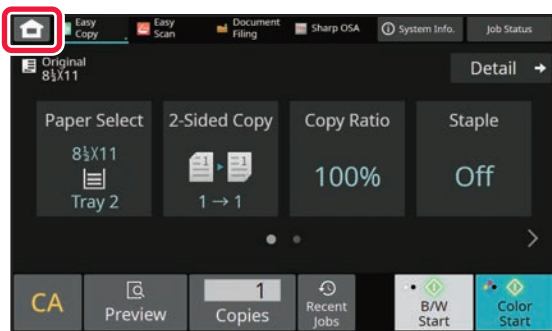 Easy
Copy
Easy
Scan
Document
Filing
Sharp OSA
System Info.
Job Status
Original
8½X11
Detail
Paper Select
2-Sided Copy
Copy Ratio
Staple
8½X11
Tray 2
1
1
1 → 1
100%
Off
CA
Preview
1
Copies
Recent
Jobs
B/W
Start
Color
Start